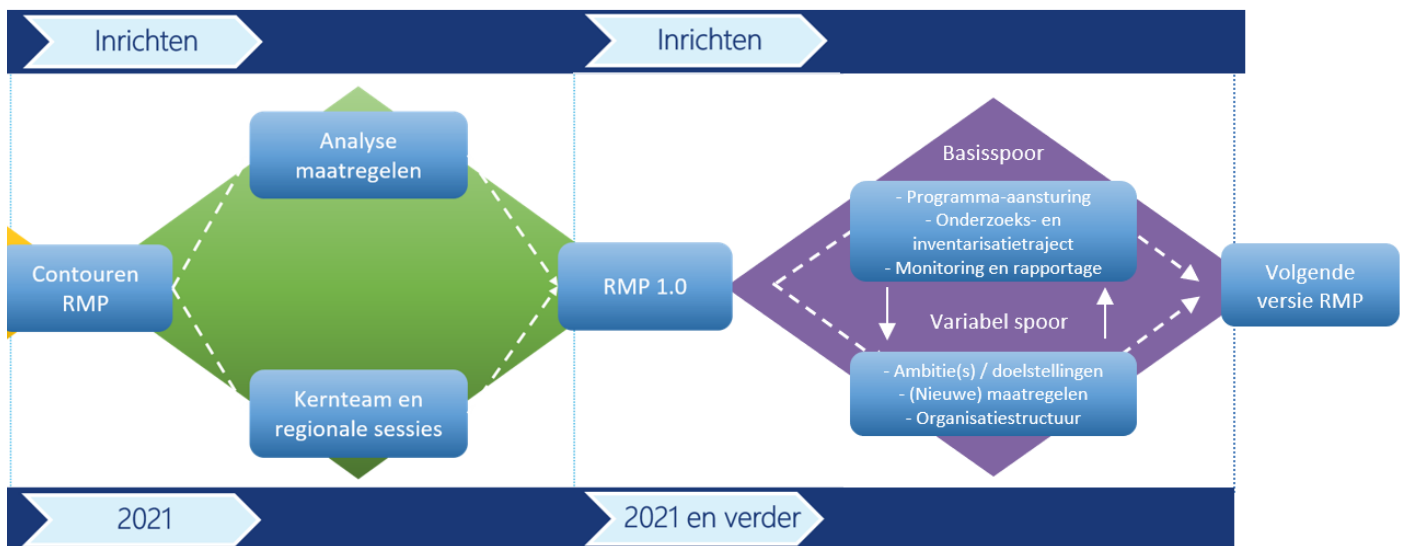 Inrichten
Inrichten
Analyse
maatregelen
Contouren
RMP
Kernteam en
regionale sessies
RMP 1.0
Basisspoor
- Programma-aansturing
- Onderzoeks- en
inventarisatietraject
- Monitoring en rapportage
Variabel spoor
- Ambitie(s) / doelstellingen
- (Nieuwe) maatregelen
- Organisatiestructuur
Volgende
versie RMP
2021
2021 en verder